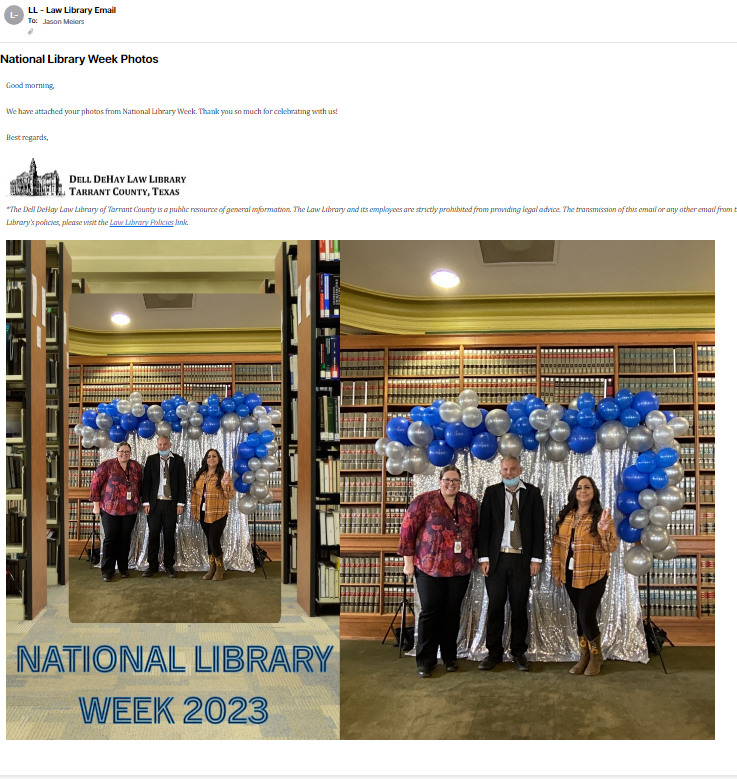 L-
LL - Law Library Email
To: Jason Meiers
National Library Week Photos
Good morning,
We have attached your photos from National Library Week. Thank you so much for celebrating with us!
Best regards,
DELL DEHAY LAW LIBRARY
TARRANT COUNTY, TEXAS
*The Dell DeHay Law Library of Tarrant County is a public resource of general information. The Law Library and its employees are strictly prohibited from providing legal advice. The transmission of this email or any other email from t
Library's policies, please visit the Law Library Policies link.
NATIONAL LIBRARY
WEEK 2023